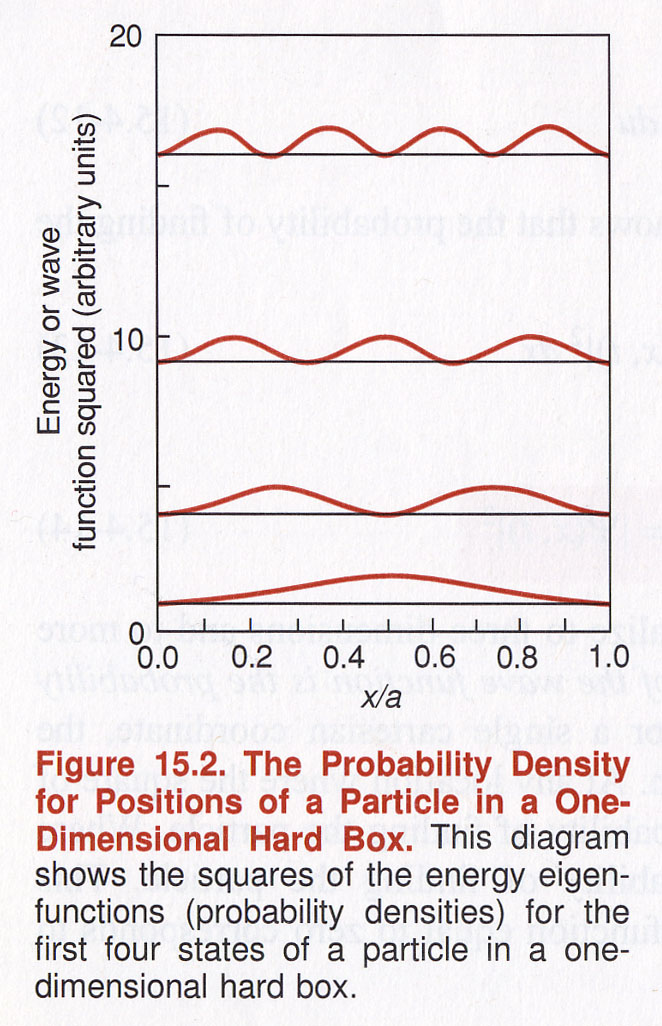 20
10
0
Energy or wave
function squared (arbitrary units)
0.0 0.2 0.4 0.6 0.8 1.0
x/a
Figure 15.2. The Probability Density
for Positions of a Particle in a One-
Dimensional Hard Box. This diagram
shows the squares of the energy eigen-
functions (probability densities) for the
first four states of a particle in a one-
dimensional hard box.